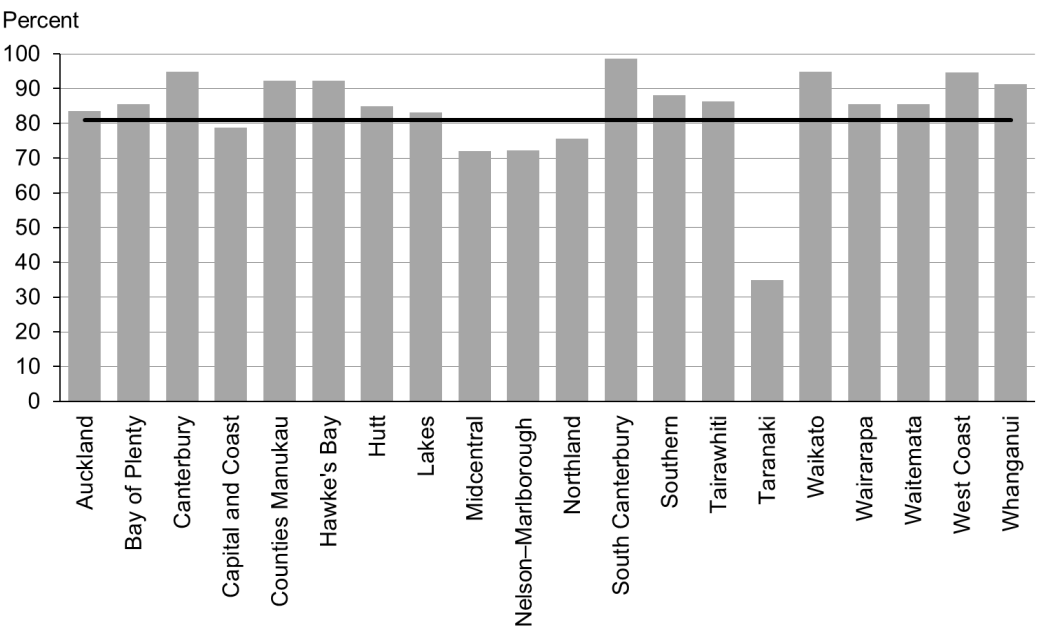 Percent
100
90
80
70
60
50
40
30
20
10
0
Auckland
Bay of Plenty
Canterbury
Capital and Coast
Counties Manukau
Hawke's Bay
Hutt
Lakes
Midcentral
Nelson–Marlborough
Northland
South Canterbury
Southern
Tairawhiti
Taranaki
Waikato
Wairarapa
Waitemata
West Coast
Whanganui